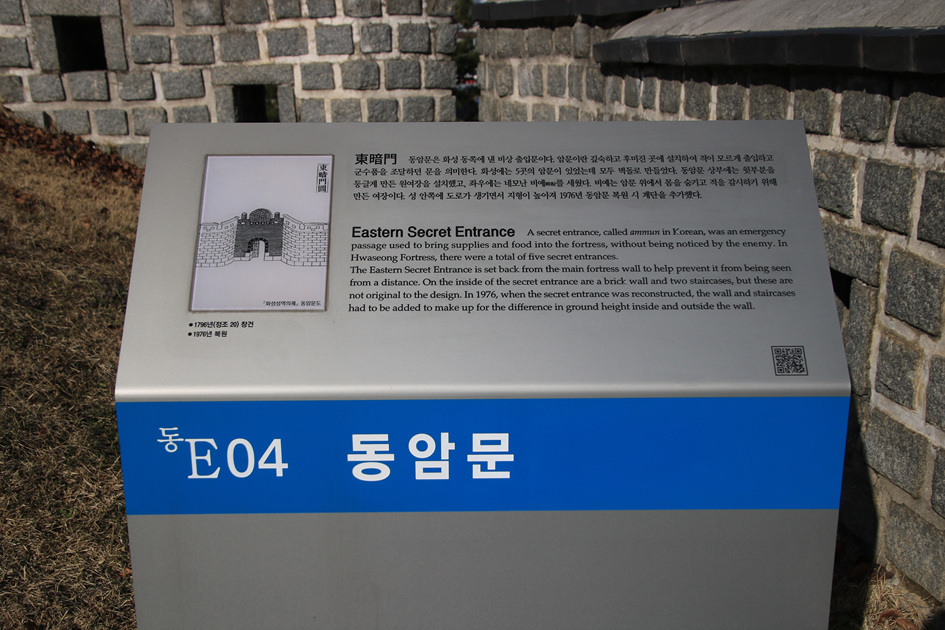 東暗門圖
『화성성역의궤』 동암문도
●1796년(정조 20) 창건
●1976년 복원
東暗門 동암문은 화성 동쪽에 낸 비상 출입문이다. 암문이란 깊숙하고 후미진 곳에 설치하여 적이 모르게 출입하고
군수품을 조달하던 문을 의미한다. 화성에는 5곳의 암문이 있었는데 모두 벽돌로 만들었다. 동암문 상부에는 윗부분을
둥글게 만든 원여장을 설치했고, 좌우에는 네모난 비예를 세웠다. 비예는 암문 위에서 몸을 숨기고 적을 감시하기 위해
만든 여장이다. 성 안쪽에 도로가 생기면서 지형이 높아져 1976년 동암문 복원 시 계단을 추가했다.
Eastern Secret Entrance A secret entrance, called ammun in Korean, was an emergency
passage used to bring supplies and food into the fortress, without being noticed by the enemy. In
Hwaseong Fortress, there were a total of five secret entrances.
The Eastern Secret Entrance is set back from the main fortress wall to help prevent it from being seen
from a distance. On the inside of the secret entrance are a brick wall and two staircases, but these are
not original to the design. In 1976, when the secret entrance was reconstructed, the wall and staircases
had to be added to make up for the difference in ground height inside and outside the wall.
동E04 동암문